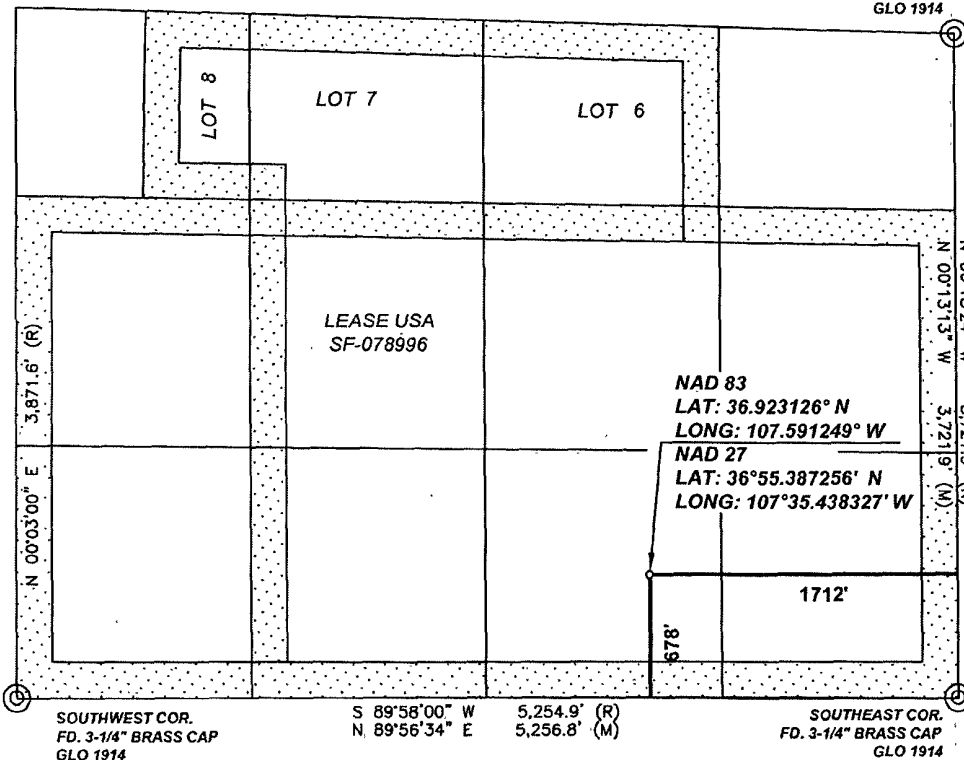 GLO 1914
LOT 8
LOT 7
LOT 6
LEASE USA
SF-078996
N 00°03'00" E 3,871.6' (R)
N 00°13'13" W 3,721.9' (M)
NAD 83
LAT: 36.923126° N
LONG: 107.591249° W
NAD 27
LAT: 36°55.387256' N
LONG: 107°35.438327' W
1712'
678'
SOUTHWEST COR.
FD. 3-1/4" BRASS CAP
GLO 1914
S 89°58'00" W 5,254.9' (R)
N 89°56'34" E 5,256.8' (M)
SOUTHEAST COR.
FD. 3-1/4" BRASS CAP
GLO 1914